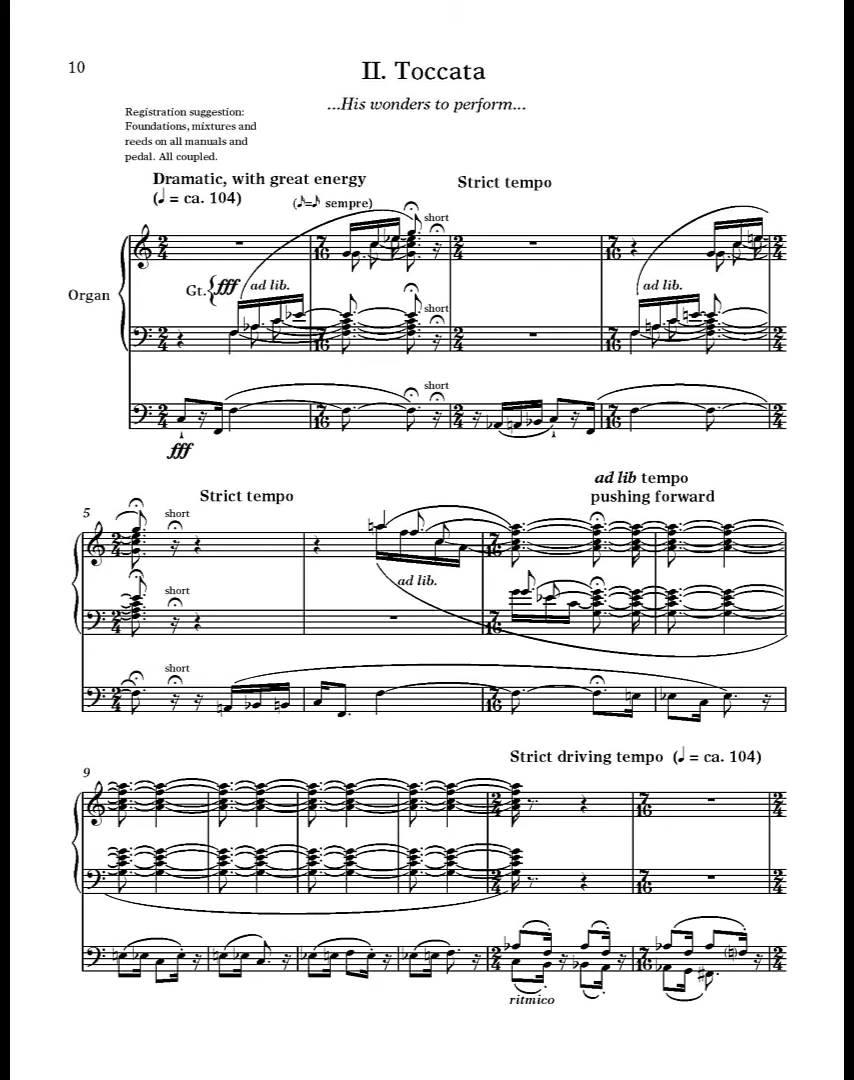 10
II. Toccata
...His wonders to perform...
Registration suggestion:
Foundations, mixtures and
reeds on all manuals and
pedal. All coupled.
Dramatic, with great energy
(♩ = ca. 104)
(♪=♪ sempre)
Strict tempo
short
Organ
Gt.
fff
ad lib.
ad lib.
short
short
fff
5
Strict tempo
ad lib tempo
pushing forward
short
ad lib.
short
short
9
Strict driving tempo (♩ = ca. 104)
ritmico